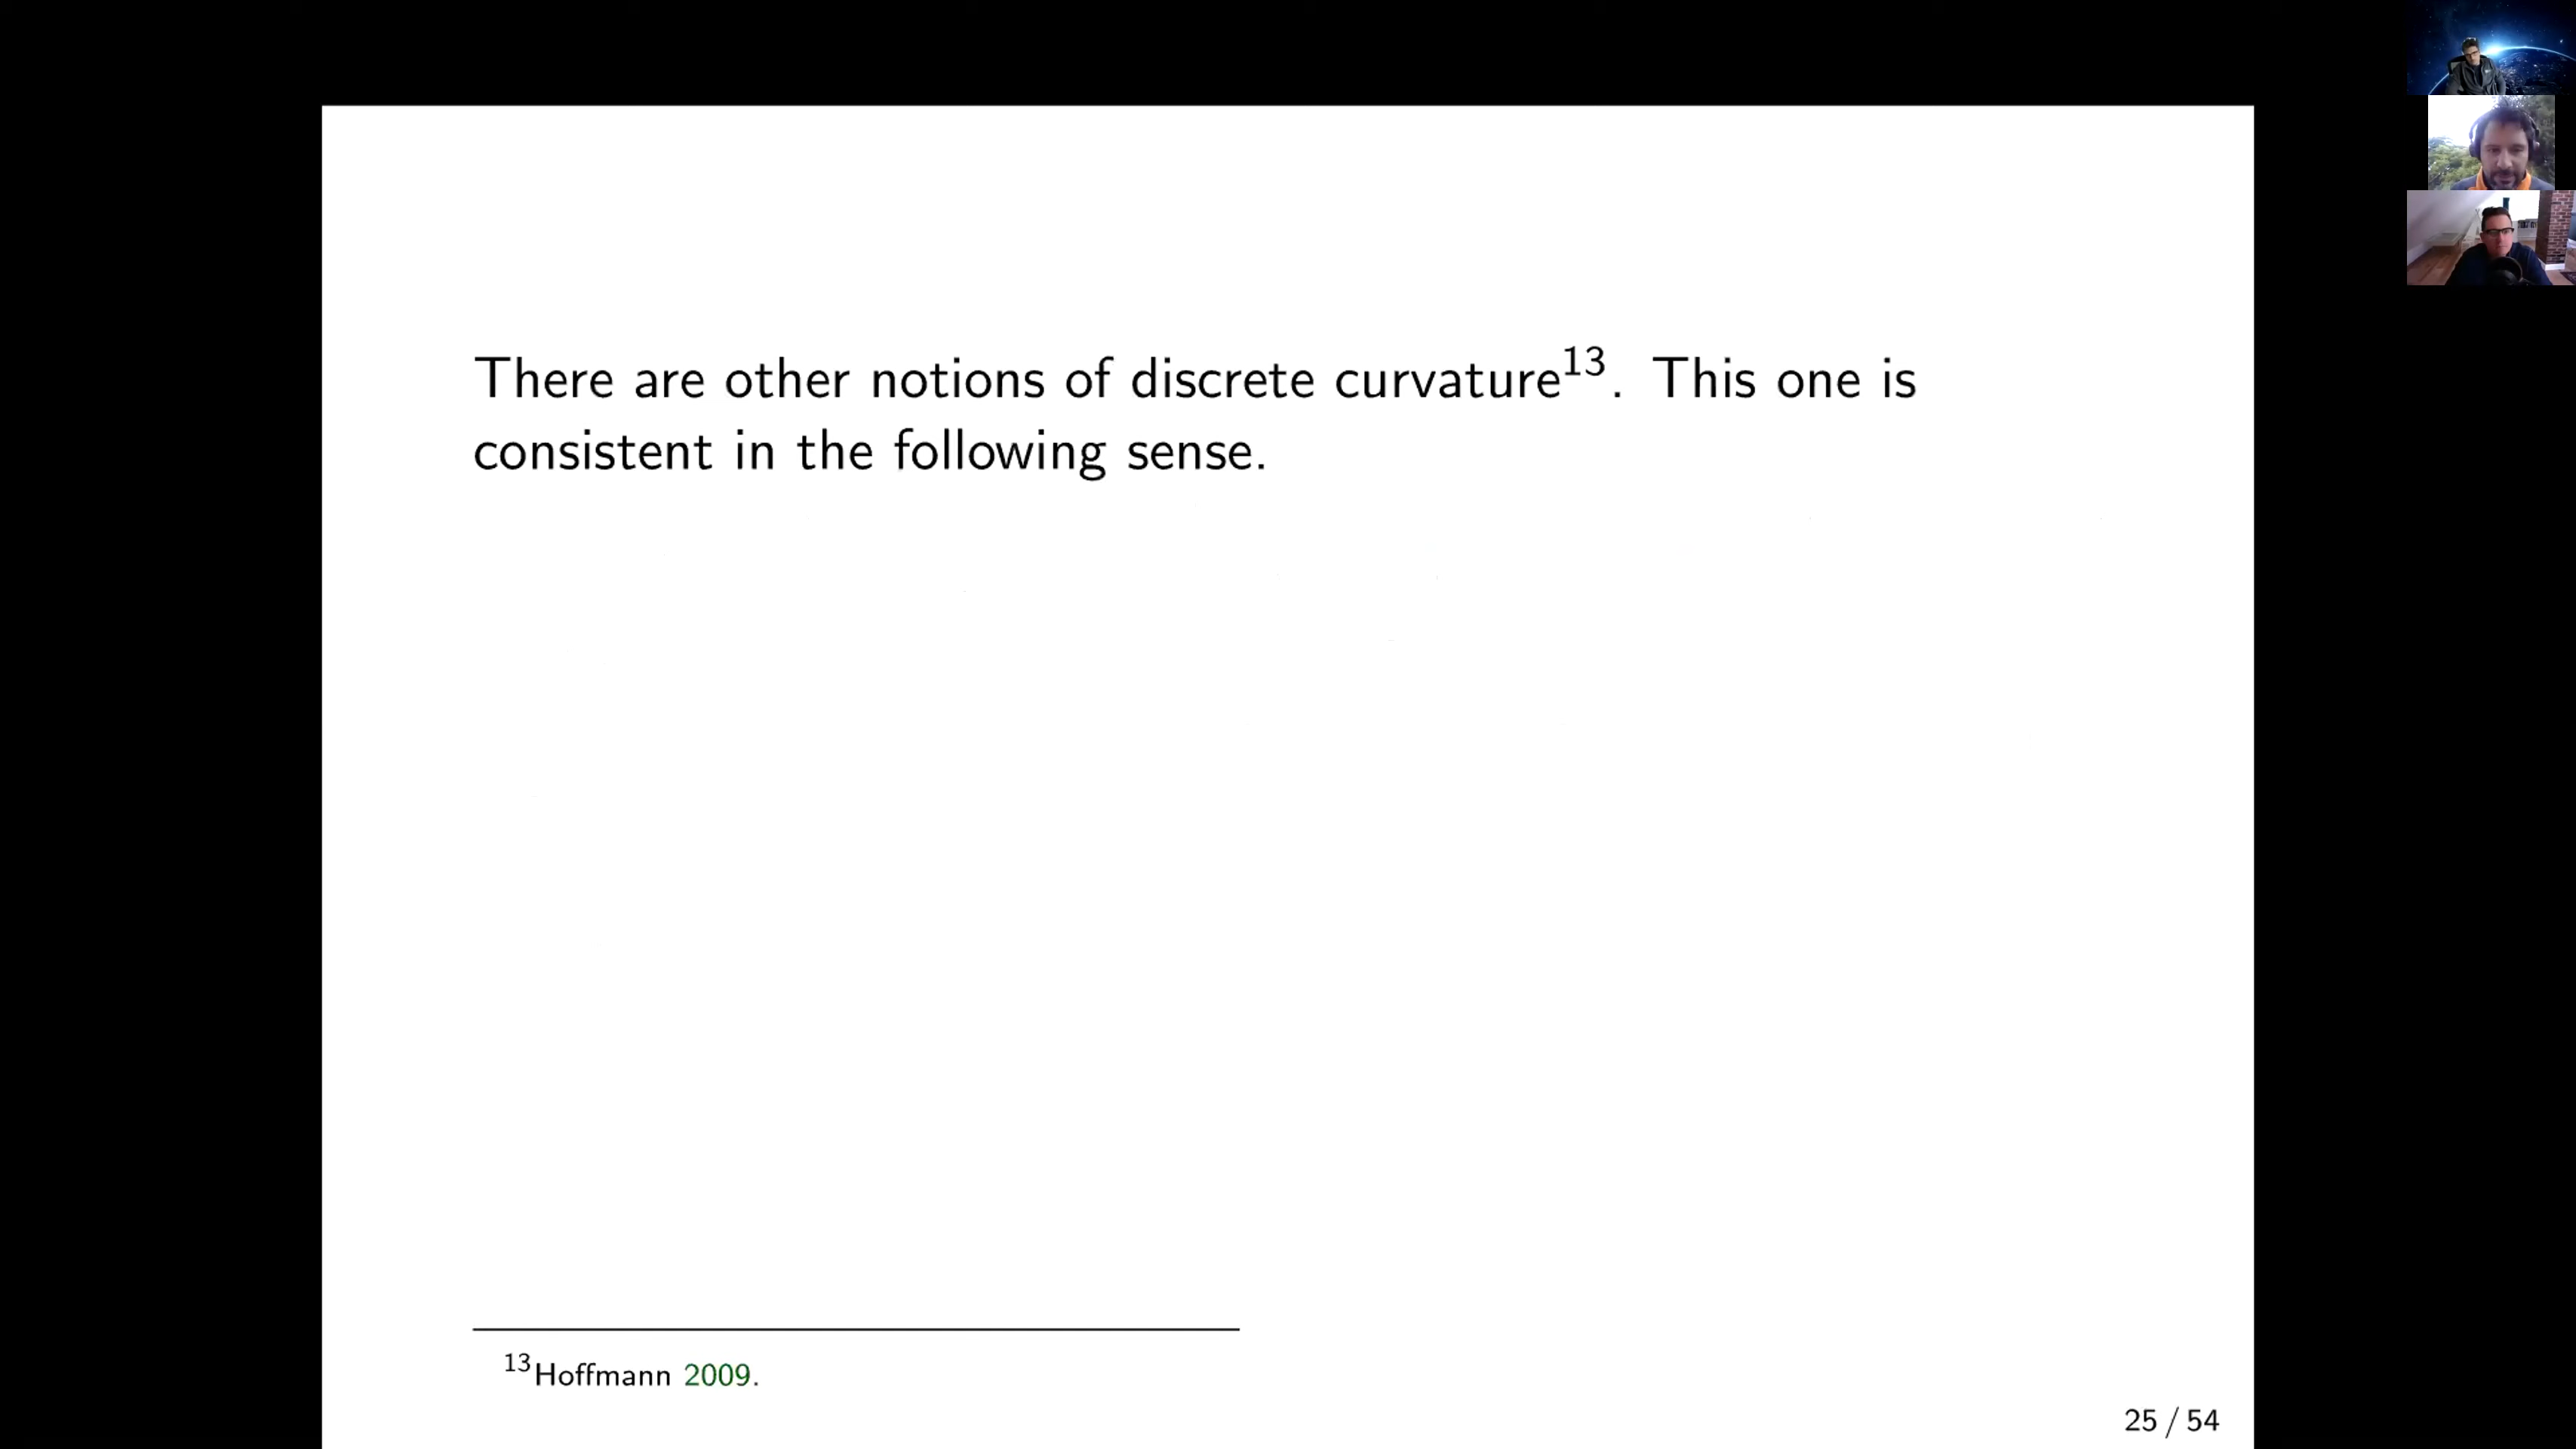 There are other notions of discrete curvature¹³. This one is
consistent in the following sense.
¹³Hoffmann 2009.
25 / 54